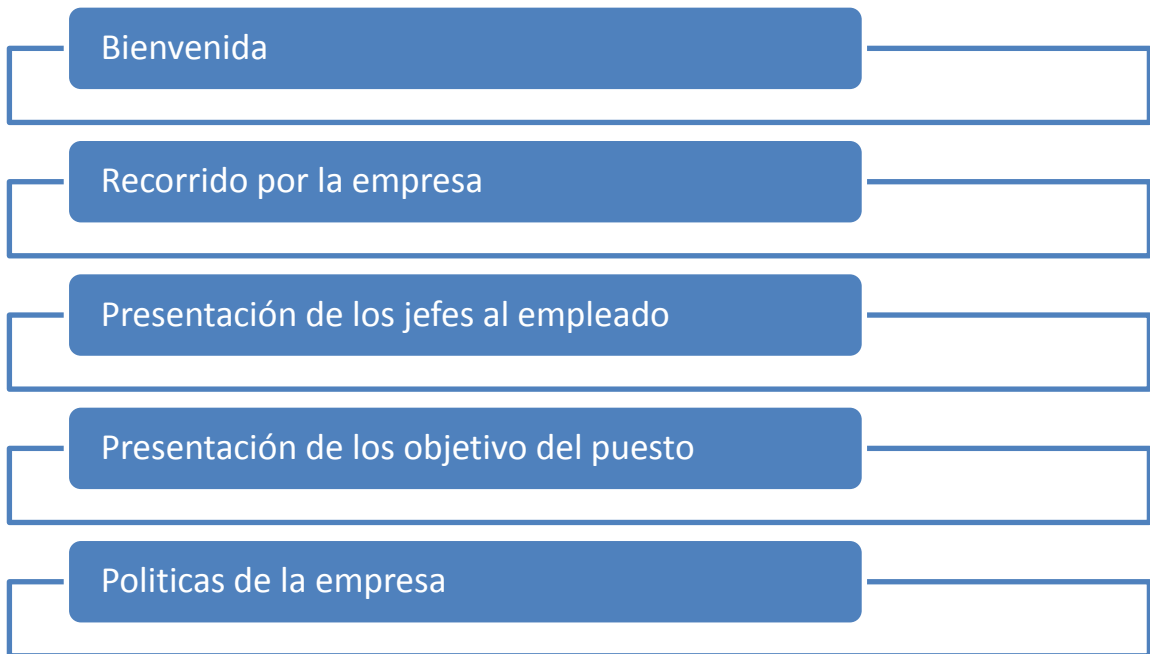 Bienvenida
Recorrido por la empresa
Presentación de los jefes al empleado
Presentación de los objetivo del puesto
Politicas de la empresa